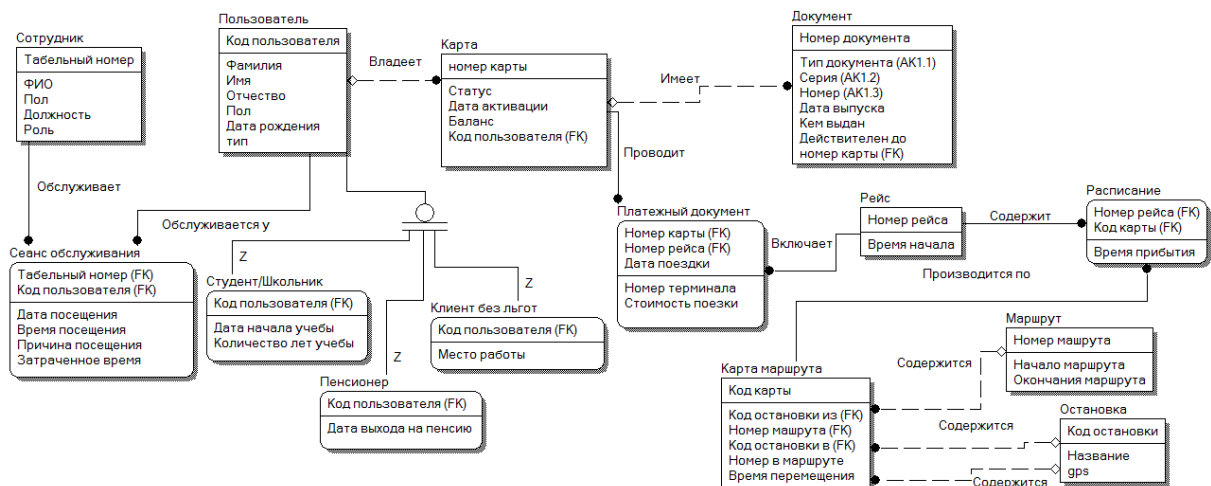 Сотрудник
Табельный номер
ФИО
Пол
Должность
Роль
Пользователь
Код пользователя
Фамилия
Имя
Отчество
Пол
Дата рождения
тип
Владеет
Карта
номер карты
Статус
Дата активации
Баланс
Код пользователя (FK)
Имеет
Документ
Номер документа
Тип документа (AK1.1)
Серия (AK1.2)
Номер (AK1.3)
Дата выпуска
Кем выдан
Действителен до
номер карты (FK)
Обслуживает
Обслуживается у
Проводит
Сеанс обслуживания
Табельный номер (FK)
Код пользователя (FK)
Дата посещения
Время посещения
Причина посещения
Затраченное время
Z
Студент/Школьник
Код пользователя (FK)
Дата начала учебы
Количество лет учебы
Z
Пенсионер
Код пользователя (FK)
Дата выхода на пенсию
Z
Клиент без льгот
Код пользователя (FK)
Место работы
Платежный документ
Номер карты (FK)
Номер рейса (FK)
Дата поездки
Номер терминала
Стоимость поезки
Включает
Рейс
Номер рейса
Время начала
Содержит
Расписание
Номер рейса (FK)
Код карты (FK)
Время прибытия
Производится по
Карта маршрута
Код карты
Код остановки из (FK)
Номер машрута (FK)
Код остановки в (FK)
Номер в маршруте
Время перемещения
Содержится
Маршрут
Номер машрута
Начало маршрута
Окончания маршрута
Содержится
Остановка
Код остановки
Название
gps
Содержится